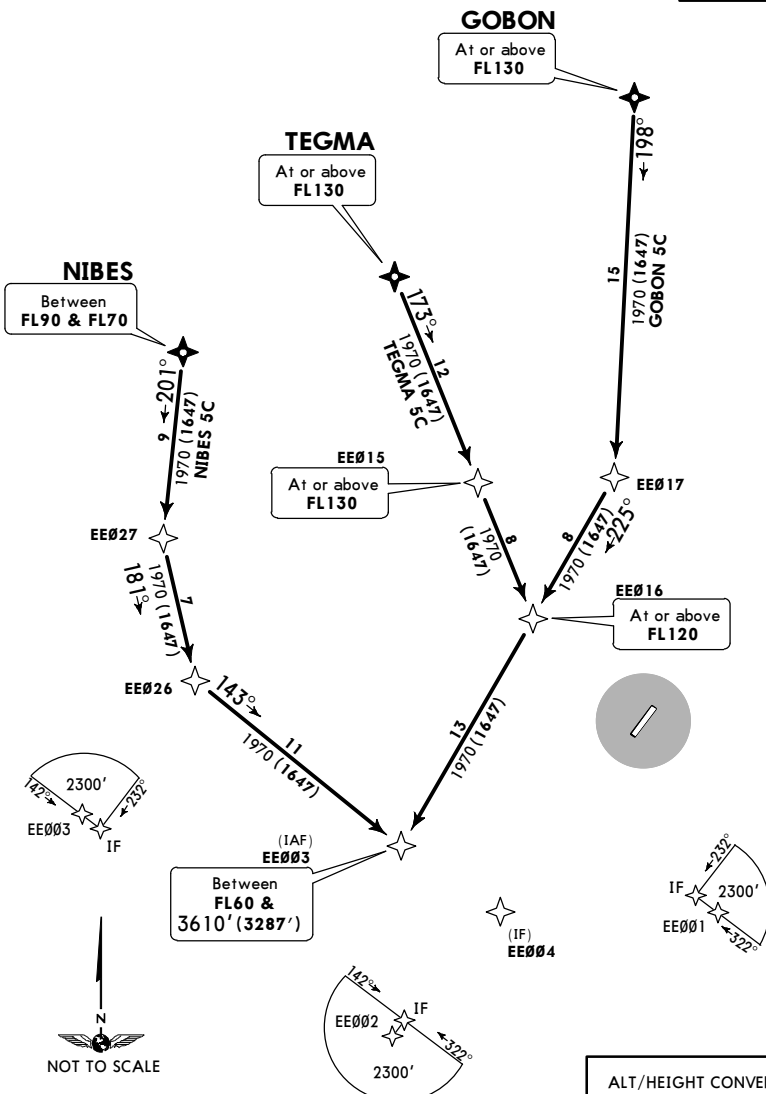 GOBON
At or above
FL130
←198°
15
1970 (1647)
GOBON 5C
TEGMA
At or above
FL130
173°→
12
1970 (1647)
TEGMA 5C
NIBES
Between
FL90 & FL70
←201°
9
1970 (1647)
NIBES 5C
EEØ15
At or above
FL130
EEØ17
8
1970
(1647)
←225°
8
1970 (1647)
EEØ27
181°→
7
1970 (1647)
EEØ16
At or above
FL120
EEØ26
143°→
11
1970 (1647)
13
1970 (1647)
2300'
142°→
←232°
EEØØ3
IF
(IAF)
EEØØ3
Between
FL60 &
3610' (3287')
(IF)
EEØØ4
←232°
IF
2300'
EEØØ1
←322°
142°→
IF
EEØØ2
←322°
2300'
N
NOT TO SCALE
ALT/HEIGHT CONVE